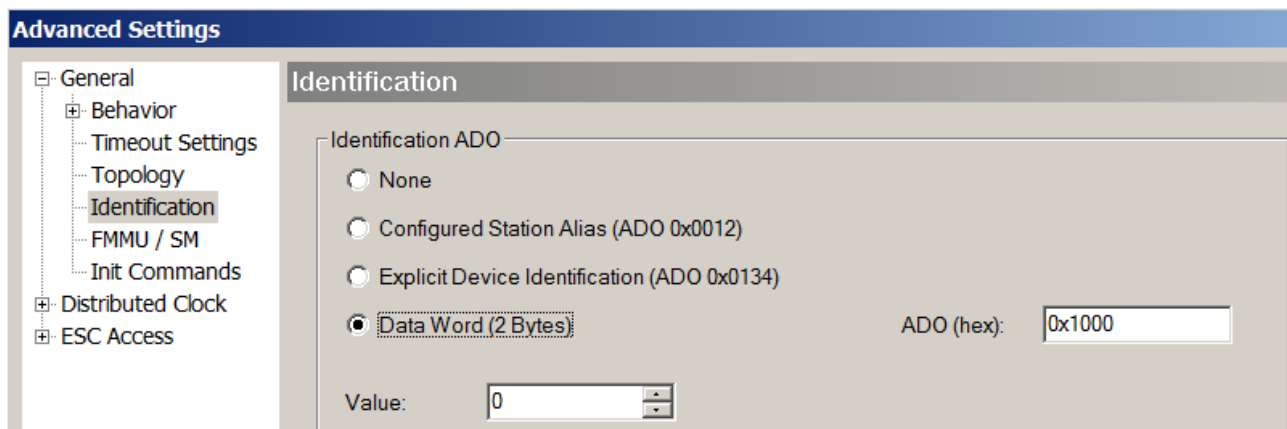 Advanced Settings
General
Behavior
Timeout Settings
Topology
Identification
FMMU / SM
Init Commands
Distributed Clock
ESC Access
Identification
Identification ADO
None
Configured Station Alias (ADO 0x0012)
Explicit Device Identification (ADO 0x0134)
Data Word (2 Bytes)
ADO (hex): 0x1000
Value: 0